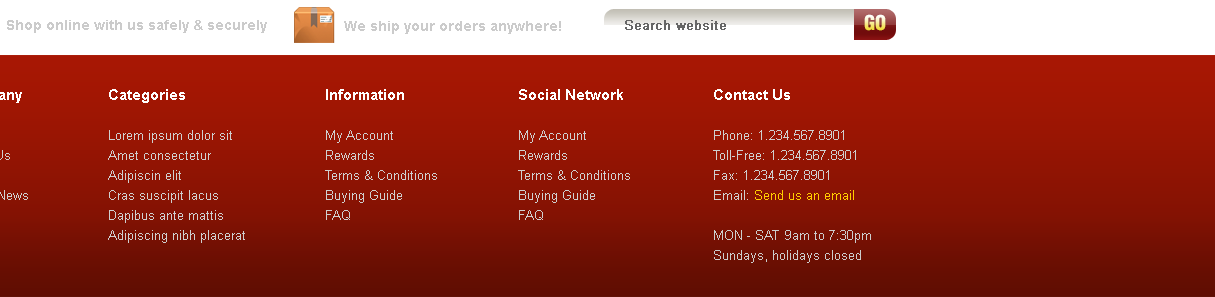 Shop online with us safely & securely
We ship your orders anywhere!
Search website
GO
any
Us
News
Categories
Lorem ipsum dolor sit
Amet consectetur
Adipiscin elit
Cras suscipit lacus
Dapibus ante mattis
Adipiscing nibh placerat
Information
My Account
Rewards
Terms & Conditions
Buying Guide
FAQ
Social Network
My Account
Rewards
Terms & Conditions
Buying Guide
FAQ
Contact Us
Phone: 1.234.567.8901
Toll-Free: 1.234.567.8901
Fax: 1.234.567.8901
Email: Send us an email
MON - SAT 9am to 7:30pm
Sundays, holidays closed